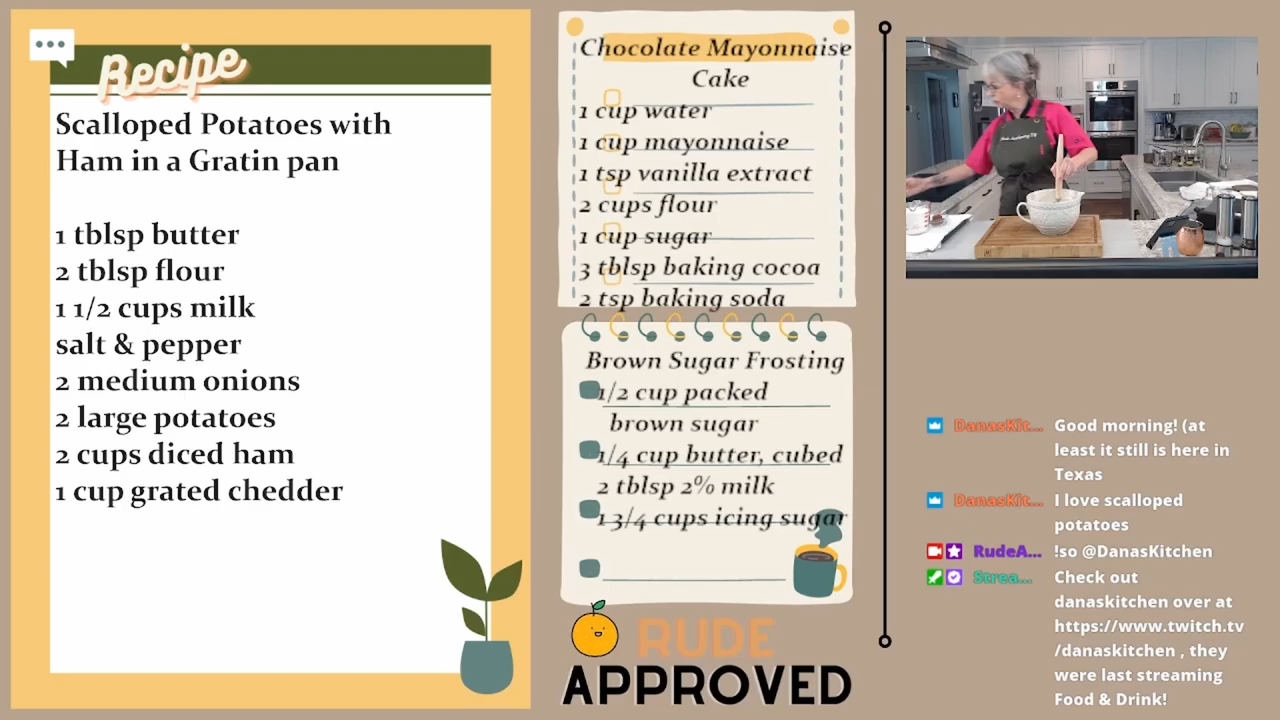 Recipe
Scalloped Potatoes with
Ham in a Gratin pan
1 tblsp butter
2 tblsp flour
1 1/2 cups milk
salt & pepper
2 medium onions
2 large potatoes
2 cups diced ham
1 cup grated chedder
Chocolate Mayonnaise
Cake
1 cup water
1 cup mayonnaise
1 tsp vanilla extract
2 cups flour
1 cup sugar
3 tblsp baking cocoa
2 tsp baking soda
Brown Sugar Frosting
1/2 cup packed
brown sugar
1/4 cup butter, cubed
2 tblsp 2% milk
1 3/4 cups icing sugar
RUDE
APPROVED
DanasKit... Good morning! (at
least it still is here in
Texas
DanasKit... I love scalloped
potatoes
RudeA... !so @DanasKitchen
Strea... Check out
danaskitchen over at
https://www.twitch.tv
/danaskitchen , they
were last streaming
Food & Drink!